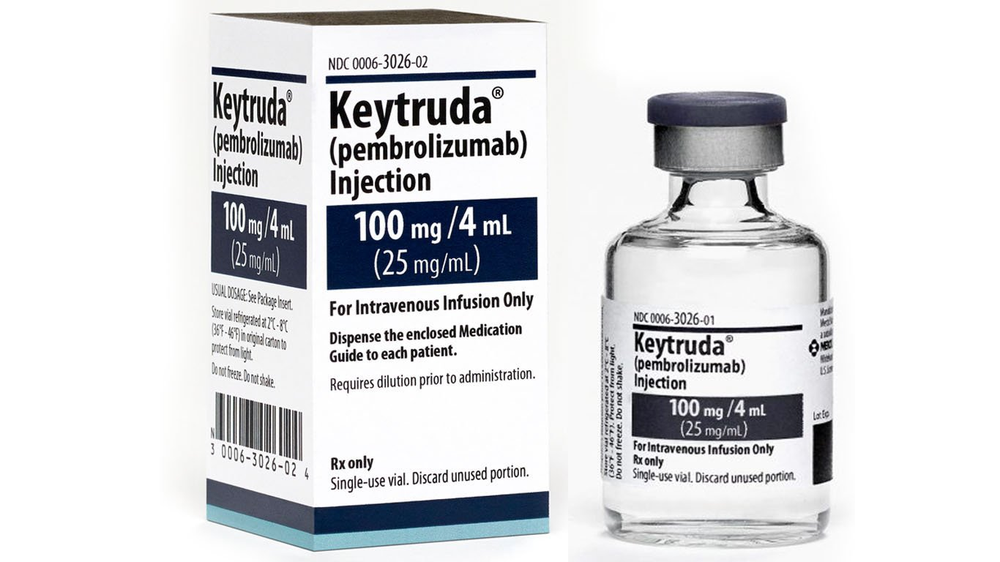 Keytruda®
(pembrolizumab)
Injection
100 mg/4 mL
(25 mg/mL)
USUAL DOSAGE: See Package Insert.
Store vial refrigerated at 2°C - 8°C
(36°F - 46°F) in original carton to
protect from light.
Do not freeze. Do not shake.
N
3 0006-3026-02 4
NDC 0006-3026-02
Keytruda®
(pembrolizumab)
Injection
100 mg/4 mL
(25 mg/mL)
For Intravenous Infusion Only
Dispense the enclosed Medication
Guide to each patient.
Requires dilution prior to administration.
Rx only
Single-use vial. Discard unused portion.
Store vial refrigerated at 2°C - 8°C
(36°F - 46°F). Protect from light.
Do not freeze. Do not shake.
NDC 0006-3026-01
Keytruda®
(pembrolizumab)
Injection
100 mg/4 mL
(25 mg/mL)
For Intravenous Infusion Only
Rx only
Single-use vial. Discard unused portion.
U.S.
Lot Exp.